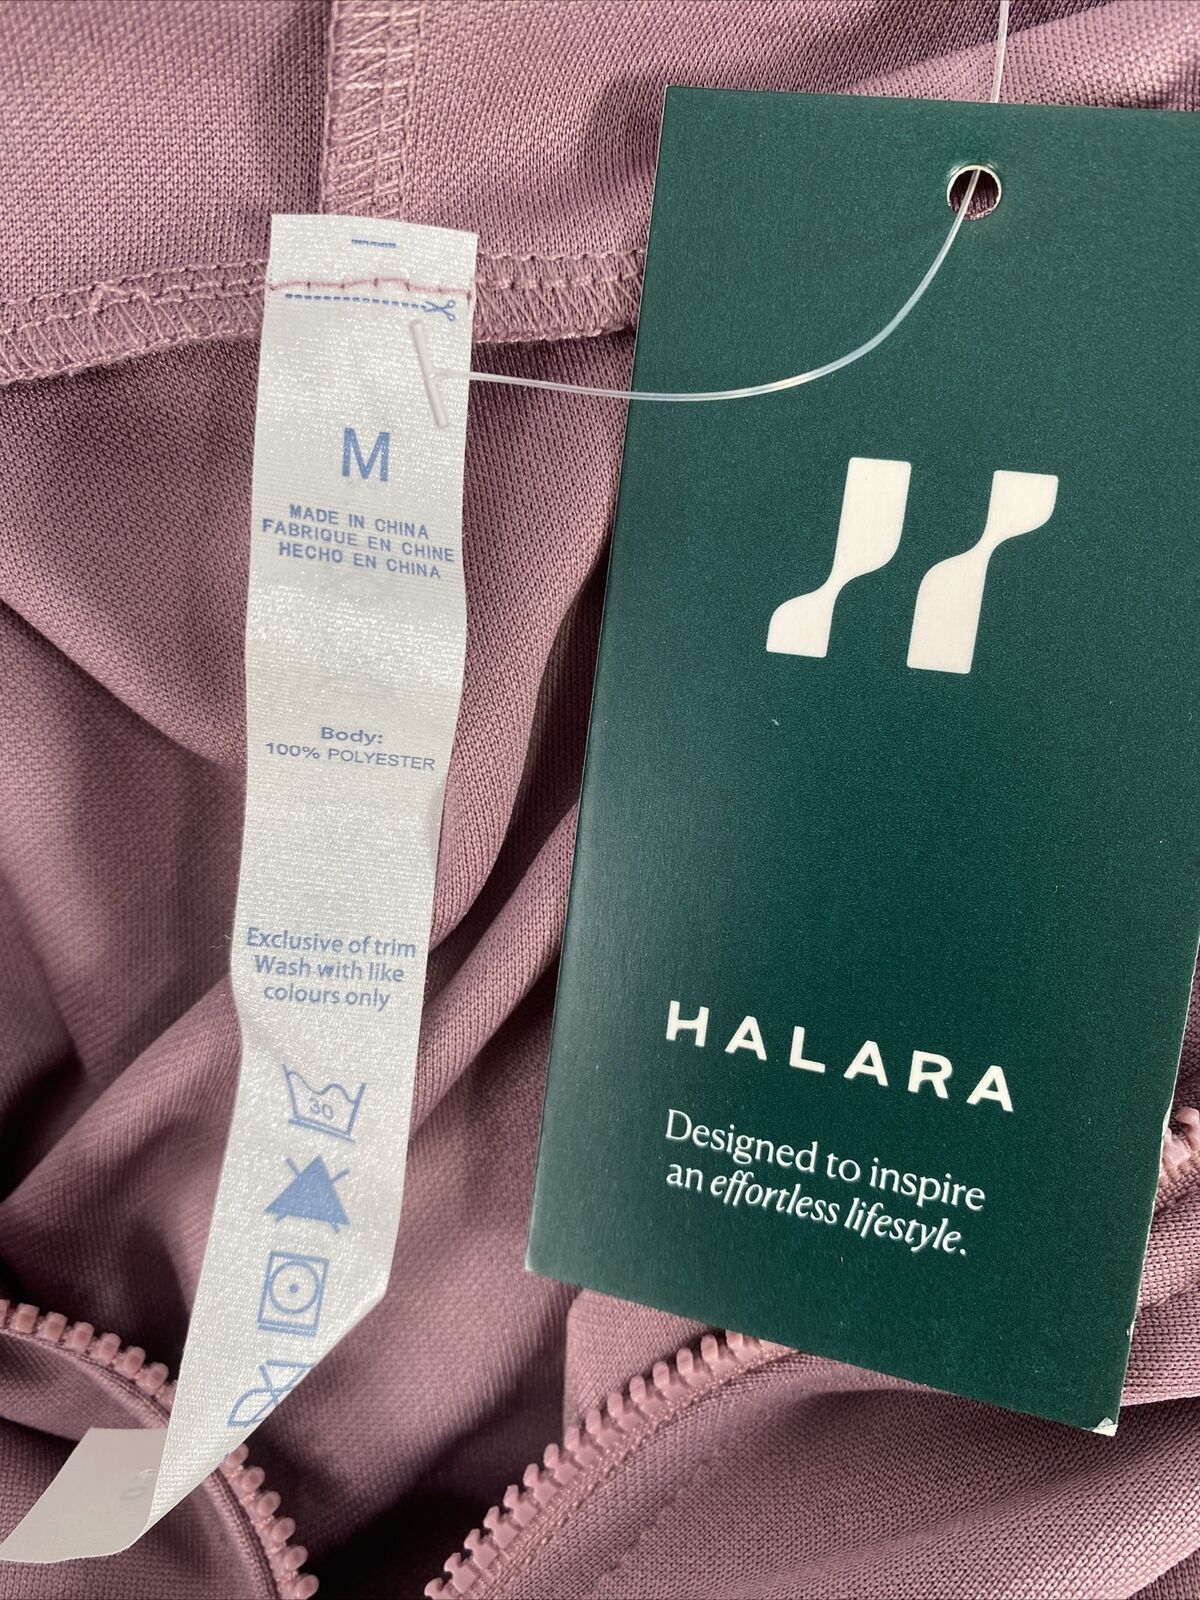 M
MADE IN CHINA
FABRIQUE EN CHINE
HECHO EN CHINA
Body:
100% POLYESTER
Exclusive of trim
Wash with like
colours only
30
HALARA
Designed to inspire
an effortless lifestyle.